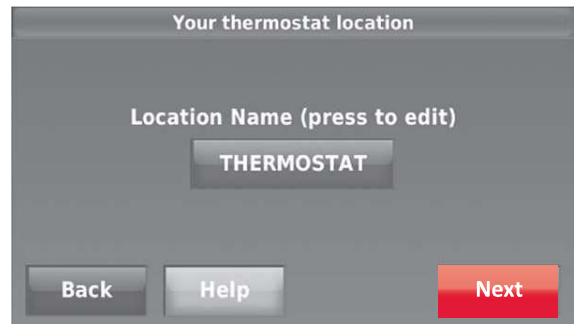 Your thermostat location
Location Name (press to edit)
THERMOSTAT
Back Help Next